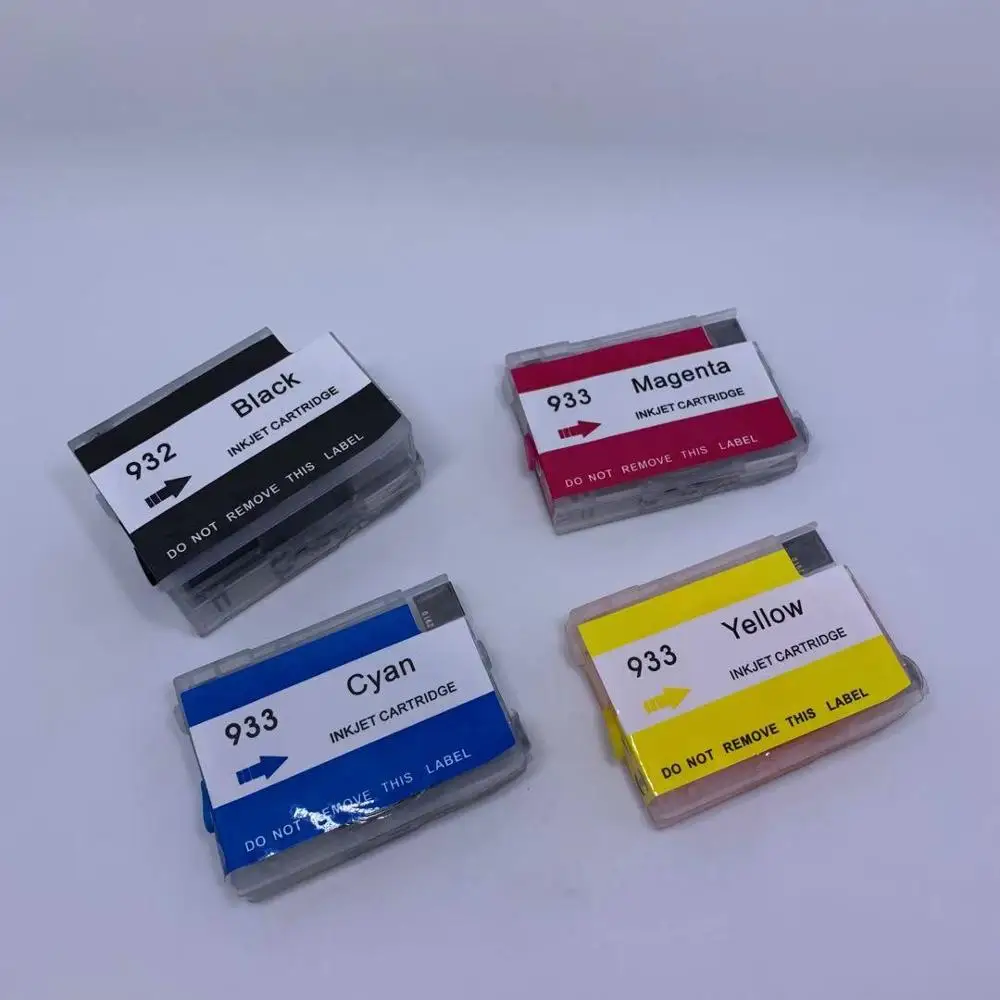 Black
932
INKJET CARTRIDGE
DO NOT REMOVE THIS LABEL
Magenta
933
INKJET CARTRIDGE
DO NOT REMOVE THIS LABEL
Cyan
933
INKJET CARTRIDGE
DO NOT REMOVE THIS LABEL
Yellow
933
INKJET CARTRIDGE
DO NOT REMOVE THIS LABEL